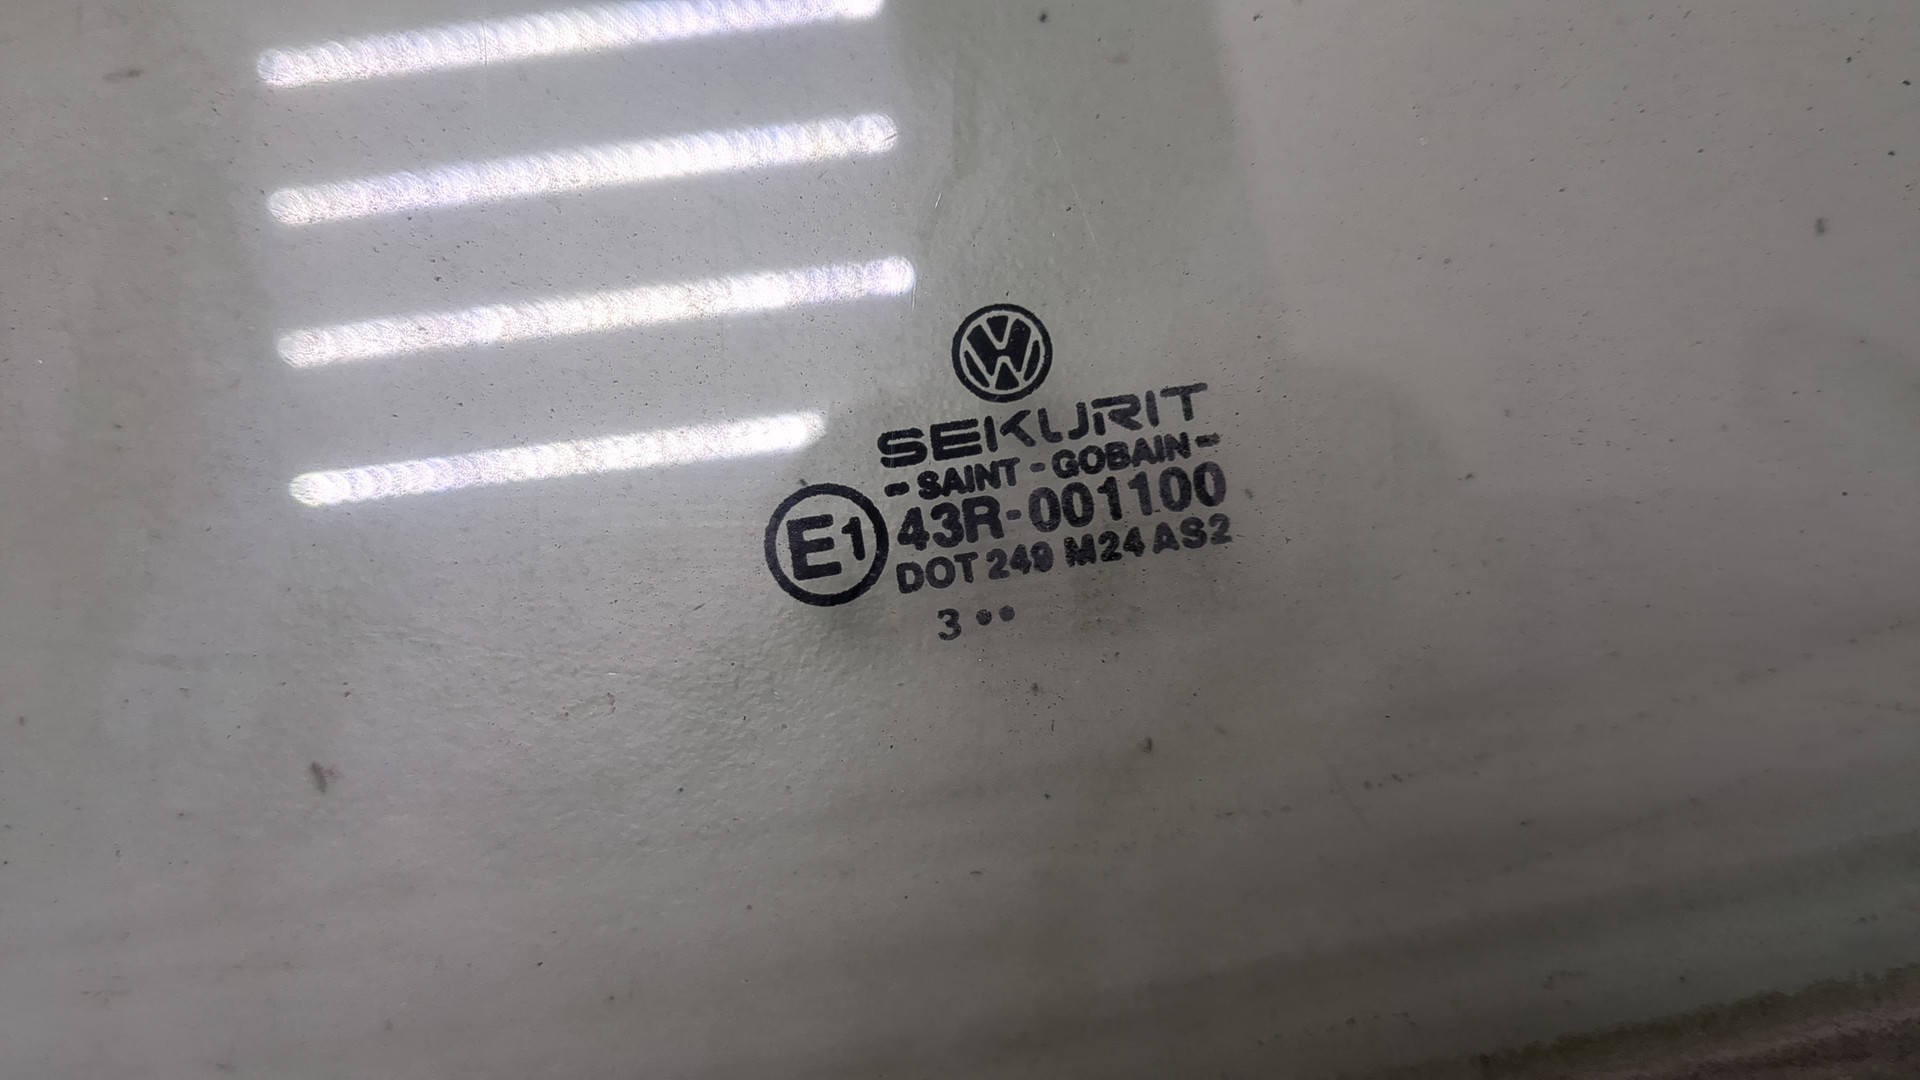 SEKURIT
- SAINT - GOBAIN -
E1 43R-001100
DOT 249 M24 AS2
3 ••